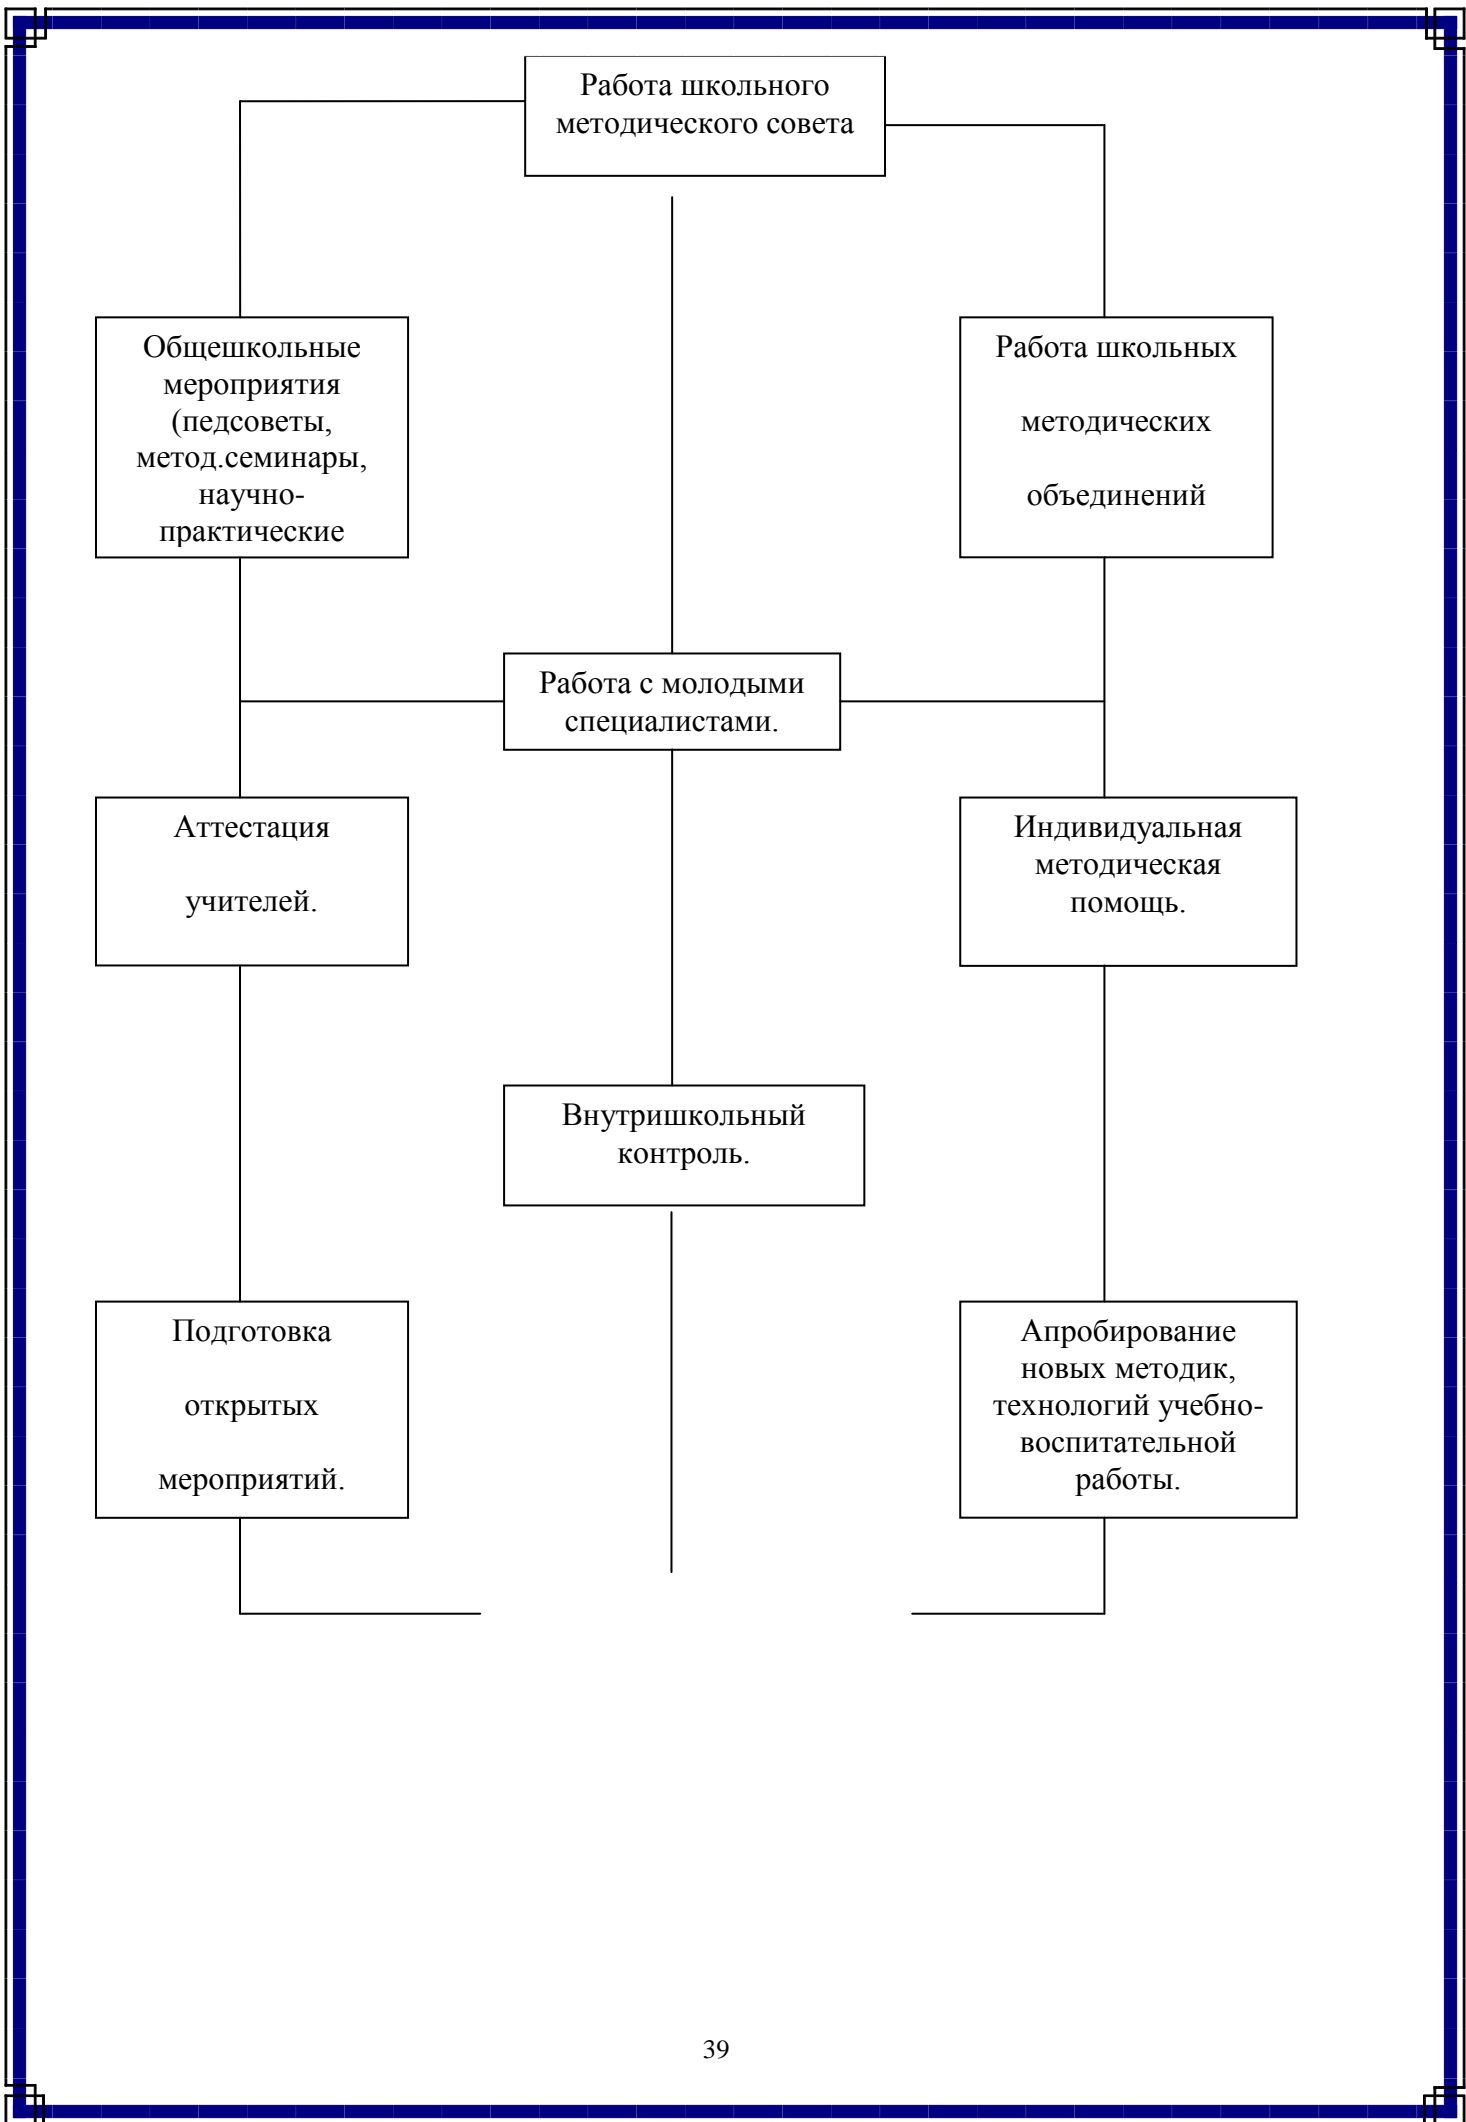 Работа школьного
методического совета
Общешкольные
мероприятия
(педсоветы,
метод.семинары,
научно-
практические
Работа школьных
методических
объединений
Работа с молодыми
специалистами.
Аттестация
учителей.
Индивидуальная
методическая
помощь.
Внутришкольный
контроль.
Подготовка
открытых
мероприятий.
Апробирование
новых методик,
технологий учебно-
воспитательной
работы.
39